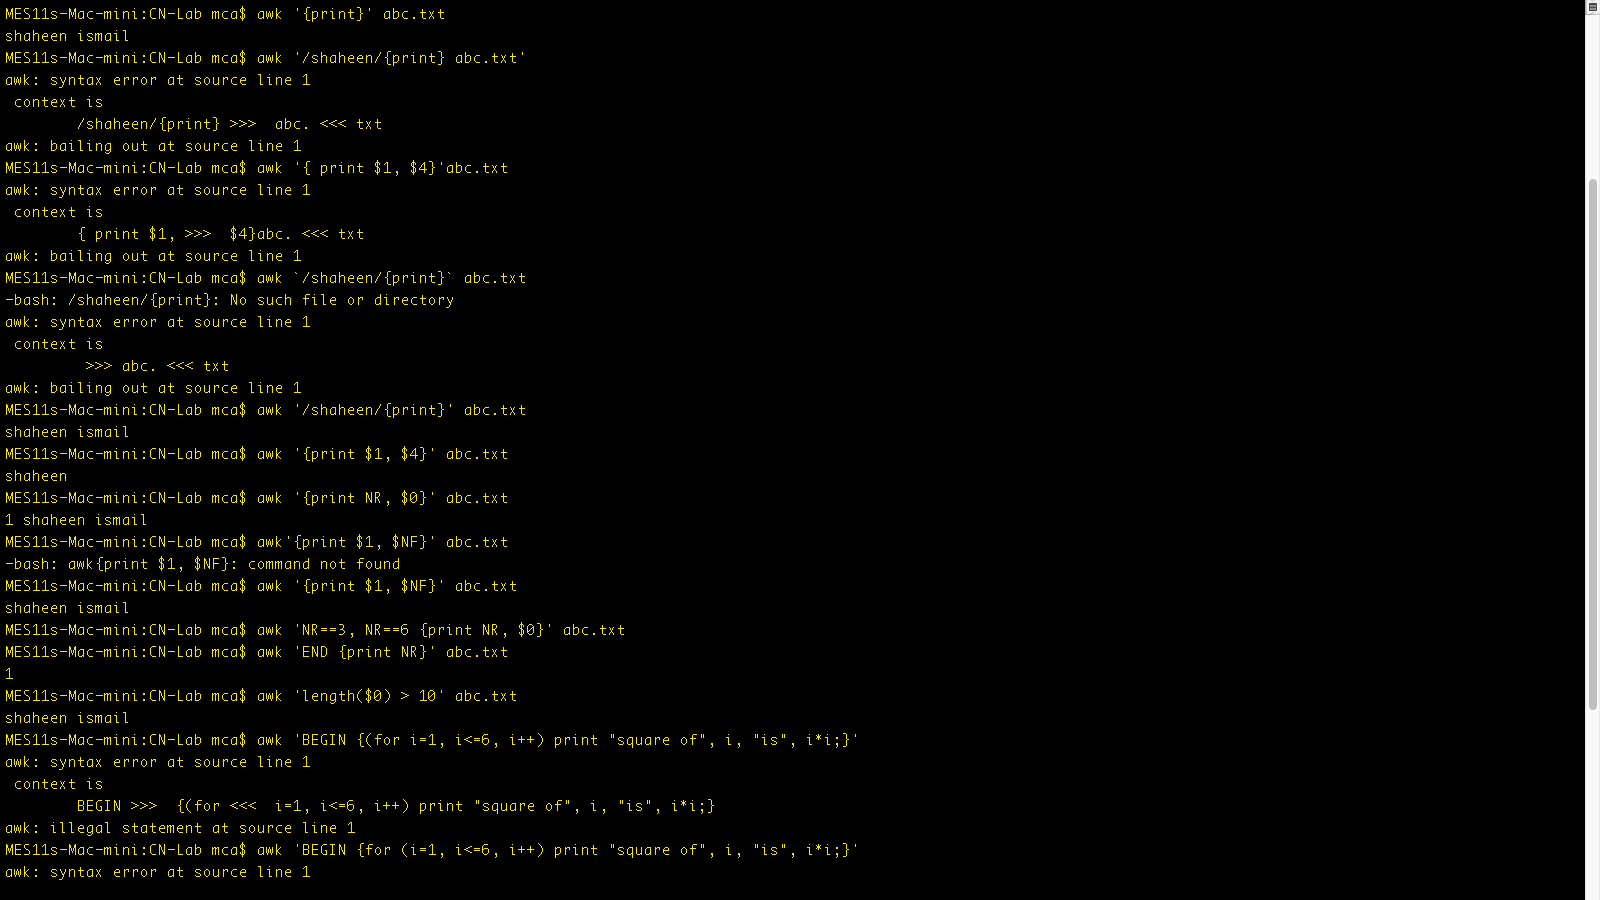 MES11s-Mac-mini:CN-Lab mca$ awk '{print}' abc.txt
shaheen ismail
MES11s-Mac-mini:CN-Lab mca$ awk '/shaheen/{print} abc.txt'
awk: syntax error at source line 1
 context is
        /shaheen/{print} >>>  abc. <<< txt
awk: bailing out at source line 1
MES11s-Mac-mini:CN-Lab mca$ awk '{ print $1, $4}'abc.txt
awk: syntax error at source line 1
 context is
        { print $1, >>>  $4}abc. <<< txt
awk: bailing out at source line 1
MES11s-Mac-mini:CN-Lab mca$ awk `/shaheen/{print}` abc.txt
-bash: /shaheen/{print}: No such file or directory
awk: syntax error at source line 1
 context is
         >>> abc. <<< txt
awk: bailing out at source line 1
MES11s-Mac-mini:CN-Lab mca$ awk '/shaheen/{print}' abc.txt
shaheen ismail
MES11s-Mac-mini:CN-Lab mca$ awk '{print $1, $4}' abc.txt
shaheen
MES11s-Mac-mini:CN-Lab mca$ awk '{print NR, $0}' abc.txt
1 shaheen ismail
MES11s-Mac-mini:CN-Lab mca$ awk'{print $1, $NF}' abc.txt
-bash: awk{print $1, $NF}: command not found
MES11s-Mac-mini:CN-Lab mca$ awk '{print $1, $NF}' abc.txt
shaheen ismail
MES11s-Mac-mini:CN-Lab mca$ awk 'NR==3, NR==6 {print NR, $0}' abc.txt
MES11s-Mac-mini:CN-Lab mca$ awk 'END {print NR}' abc.txt
1
MES11s-Mac-mini:CN-Lab mca$ awk 'length($0) > 10' abc.txt
shaheen ismail
MES11s-Mac-mini:CN-Lab mca$ awk 'BEGIN {(for i=1, i<=6, i++) print "square of", i, "is", i*i;}'
awk: syntax error at source line 1
 context is
        BEGIN >>>  {(for <<<  i=1, i<=6, i++) print "square of", i, "is", i*i;}
awk: illegal statement at source line 1
MES11s-Mac-mini:CN-Lab mca$ awk 'BEGIN {for (i=1, i<=6, i++) print "square of", i, "is", i*i;}'
awk: syntax error at source line 1